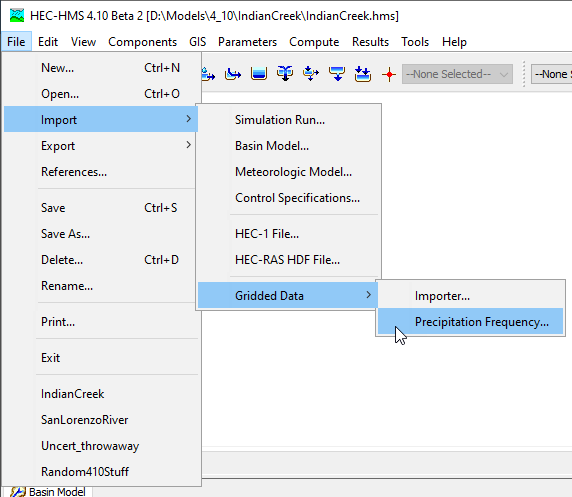 HEC-HMS 4.10 Beta 2 [D:\Models\4_10\IndianCreek\IndianCreek.hms]
File Edit View Components GIS Parameters Compute Results Tools Help
--None Selected-- --None Sele
New... Ctrl+N
Open... Ctrl+O
Import
Export
References...
Save Ctrl+S
Save As...
Delete... Ctrl+D
Rename...
Print...
Exit
IndianCreek
SanLorenzoRiver
Uncert_throwaway
Random410Stuff
Simulation Run...
Basin Model...
Meteorologic Model...
Control Specifications...
HEC-1 File...
HEC-RAS HDF File...
Gridded Data
Importer...
Precipitation Frequency...
Basin Model